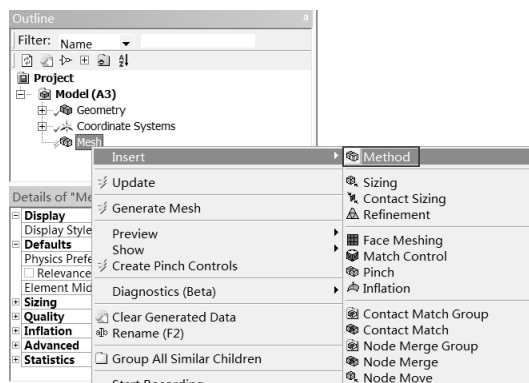 Outline
Filter: Name
Project
Model (A3)
Geometry
Coordinate Systems
Mesh
Insert
Update
Generate Mesh
Preview
Show
Create Pinch Controls
Diagnostics (Beta)
Clear Generated Data
Rename (F2)
Group All Similar Children
Start Recording
Method
Sizing
Contact Sizing
Refinement
Face Meshing
Match Control
Pinch
Inflation
Contact Match Group
Contact Match
Node Merge Group
Node Merge
Node Move
Details of "Me
Display
Display Style
Defaults
Physics Prefe
Relevance
Element Mid
Sizing
Quality
Inflation
Advanced
Statistics